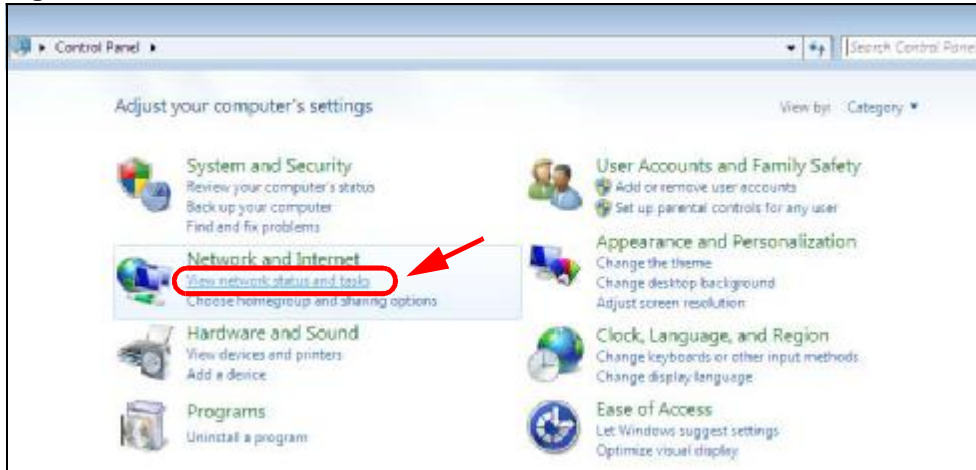 Control Panel
Search Control Pane
Adjust your computer's settings
View by: Category
System and Security
Review your computer's status
Back up your computer
Find and fix problems
Network and Internet
View network status and tasks
Choose homegroup and sharing options
Hardware and Sound
View devices and printers
Add a device
Programs
Uninstall a program
User Accounts and Family Safety
Add or remove user accounts
Set up parental controls for any user
Appearance and Personalization
Change the theme
Change desktop background
Adjust screen resolution
Clock, Language, and Region
Change keyboards or other input methods
Change display language
Ease of Access
Let Windows suggest settings
Optimize visual display